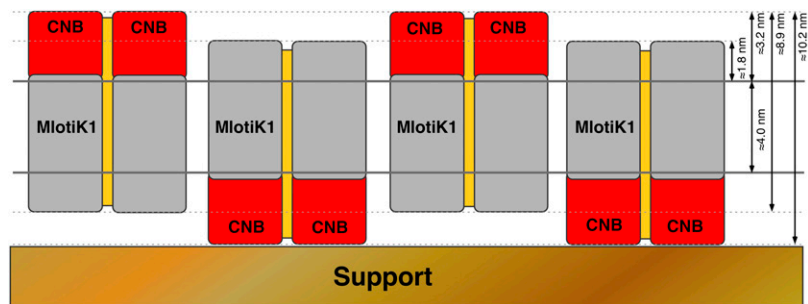 CNB CNB CNB CNB
≈1.8 nm
≈3.2 nm
≈8.9 nm
≈10.2 nm
MlotiK1 MlotiK1 MlotiK1 MlotiK1
≈4.0 nm
CNB CNB CNB CNB
Support